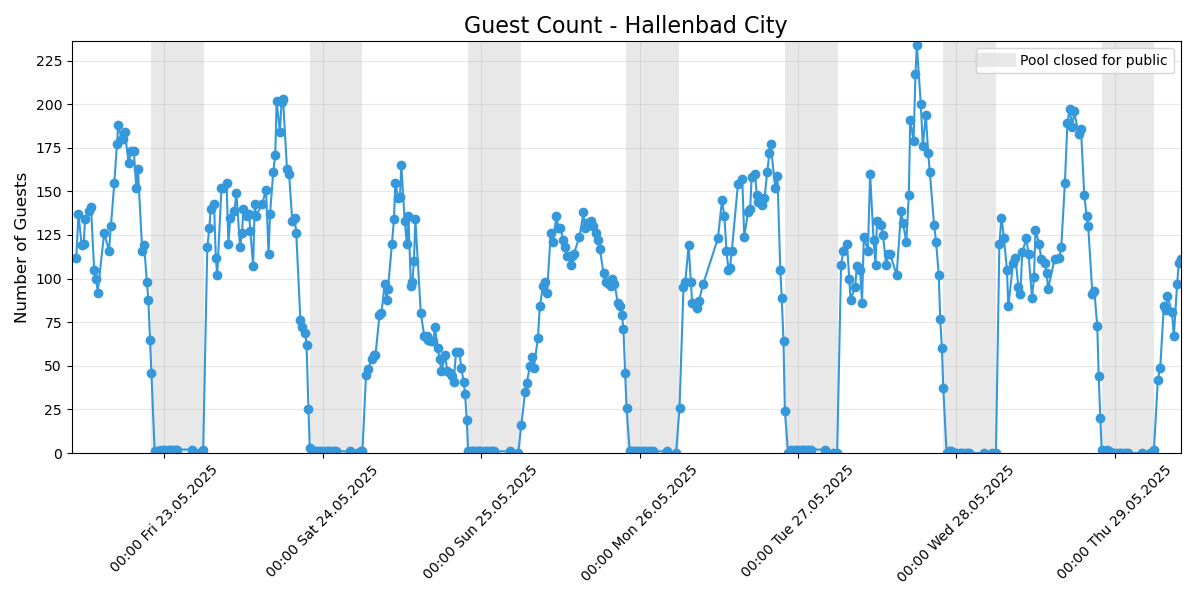 Guest Count - Hallenbad City
Pool closed for public
Number of Guests
225
200
175
150
125
100
75
50
25
0
00:00 Fri 23.05.2025
00:00 Sat 24.05.2025
00:00 Sun 25.05.2025
00:00 Mon 26.05.2025
00:00 Tue 27.05.2025
00:00 Wed 28.05.2025
00:00 Thu 29.05.2025